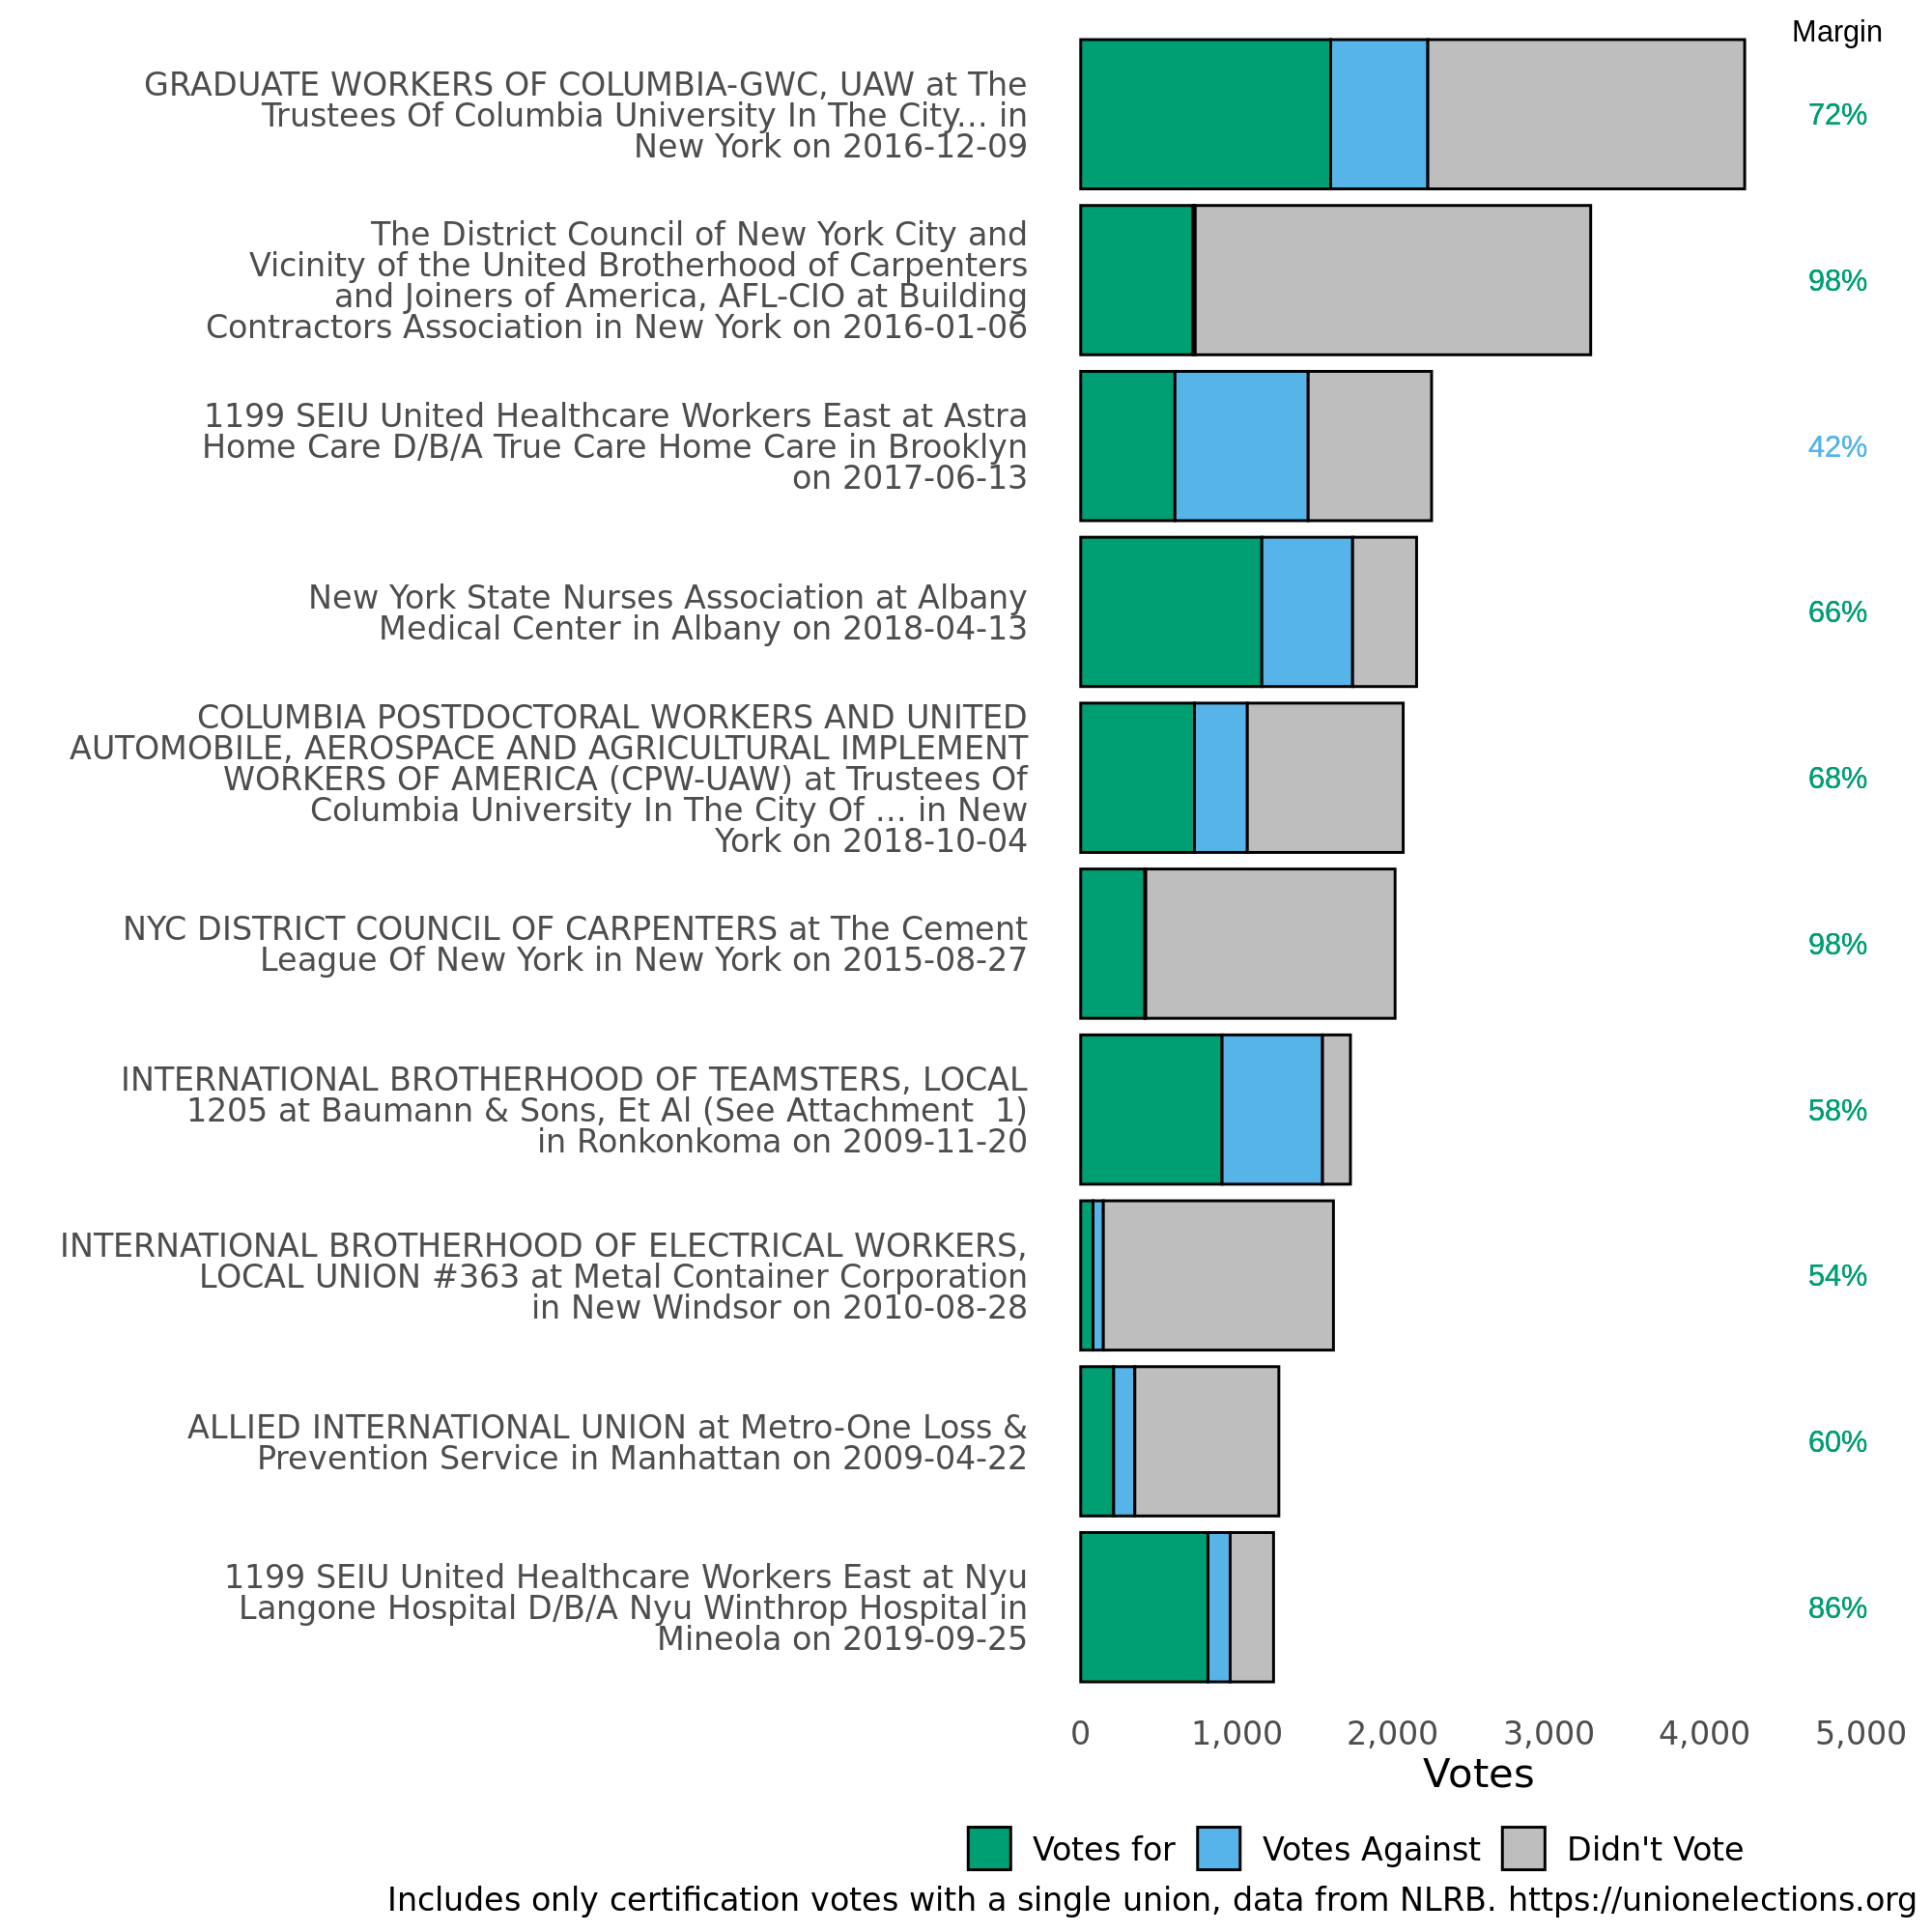 Margin
GRADUATE WORKERS OF COLUMBIA-GWC, UAW at The
Trustees Of Columbia University In The City... in
New York on 2016-12-09
72%
The District Council of New York City and
Vicinity of the United Brotherhood of Carpenters
and Joiners of America, AFL-CIO at Building
Contractors Association in New York on 2016-01-06
98%
1199 SEIU United Healthcare Workers East at Astra
Home Care D/B/A True Care Home Care in Brooklyn
on 2017-06-13
42%
New York State Nurses Association at Albany
Medical Center in Albany on 2018-04-13
66%
COLUMBIA POSTDOCTORAL WORKERS AND UNITED
AUTOMOBILE, AEROSPACE AND AGRICULTURAL IMPLEMENT
WORKERS OF AMERICA (CPW-UAW) at Trustees Of
Columbia University In The City Of ... in New
York on 2018-10-04
68%
NYC DISTRICT COUNCIL OF CARPENTERS at The Cement
League Of New York in New York on 2015-08-27
98%
INTERNATIONAL BROTHERHOOD OF TEAMSTERS, LOCAL
1205 at Baumann & Sons, Et Al (See Attachment  1)
in Ronkonkoma on 2009-11-20
58%
INTERNATIONAL BROTHERHOOD OF ELECTRICAL WORKERS,
LOCAL UNION #363 at Metal Container Corporation
in New Windsor on 2010-08-28
54%
ALLIED INTERNATIONAL UNION at Metro-One Loss &
Prevention Service in Manhattan on 2009-04-22
60%
1199 SEIU United Healthcare Workers East at Nyu
Langone Hospital D/B/A Nyu Winthrop Hospital in
Mineola on 2019-09-25
86%
0 1,000 2,000 3,000 4,000 5,000
Votes
Votes for Votes Against Didn't Vote
Includes only certification votes with a single union, data from NLRB. https://unionelections.org